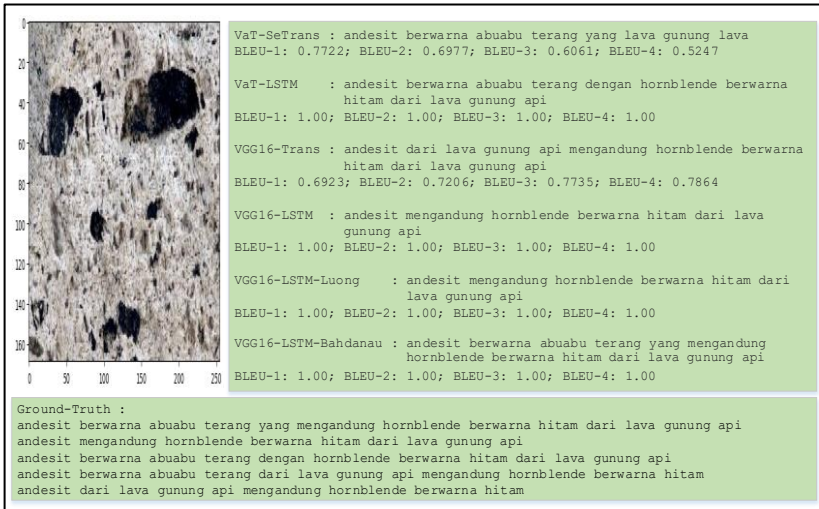 0
20
40
60
80
100
120
140
160
0 50 100 150 200 250
VaT-SeTrans : andesit berwarna abuabu terang yang lava gunung lava
BLEU-1: 0.7722; BLEU-2: 0.6977; BLEU-3: 0.6061; BLEU-4: 0.5247
VaT-LSTM : andesit berwarna abuabu terang dengan hornblende berwarna
hitam dari lava gunung api
BLEU-1: 1.00; BLEU-2: 1.00; BLEU-3: 1.00; BLEU-4: 1.00
VGG16-Trans : andesit dari lava gunung api mengandung hornblende berwarna
hitam dari lava gunung api
BLEU-1: 0.6923; BLEU-2: 0.7206; BLEU-3: 0.7735; BLEU-4: 0.7864
VGG16-LSTM : andesit mengandung hornblende berwarna hitam dari lava
gunung api
BLEU-1: 1.00; BLEU-2: 1.00; BLEU-3: 1.00; BLEU-4: 1.00
VGG16-LSTM-Luong : andesit mengandung hornblende berwarna hitam dari
lava gunung api
BLEU-1: 1.00; BLEU-2: 1.00; BLEU-3: 1.00; BLEU-4: 1.00
VGG16-LSTM-Bahdanau : andesit berwarna abuabu terang yang mengandung
hornblende berwarna hitam dari lava gunung api
BLEU-1: 1.00; BLEU-2: 1.00; BLEU-3: 1.00; BLEU-4: 1.00
Ground-Truth :
andesit berwarna abuabu terang yang mengandung hornblende berwarna hitam dari lava gunung api
andesit mengandung hornblende berwarna hitam dari lava gunung api
andesit berwarna abuabu terang dengan hornblende berwarna hitam dari lava gunung api
andesit berwarna abuabu terang dari lava gunung api mengandung hornblende berwarna hitam
andesit dari lava gunung api mengandung hornblende berwarna hitam